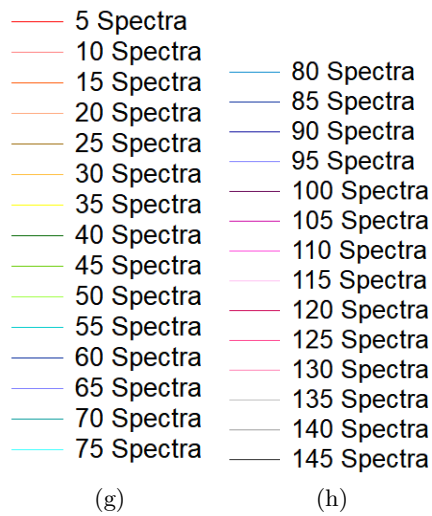 5 Spectra
10 Spectra
15 Spectra
20 Spectra
25 Spectra
30 Spectra
35 Spectra
40 Spectra
45 Spectra
50 Spectra
55 Spectra
60 Spectra
65 Spectra
70 Spectra
75 Spectra
(g)
80 Spectra
85 Spectra
90 Spectra
95 Spectra
100 Spectra
105 Spectra
110 Spectra
115 Spectra
120 Spectra
125 Spectra
130 Spectra
135 Spectra
140 Spectra
145 Spectra
(h)